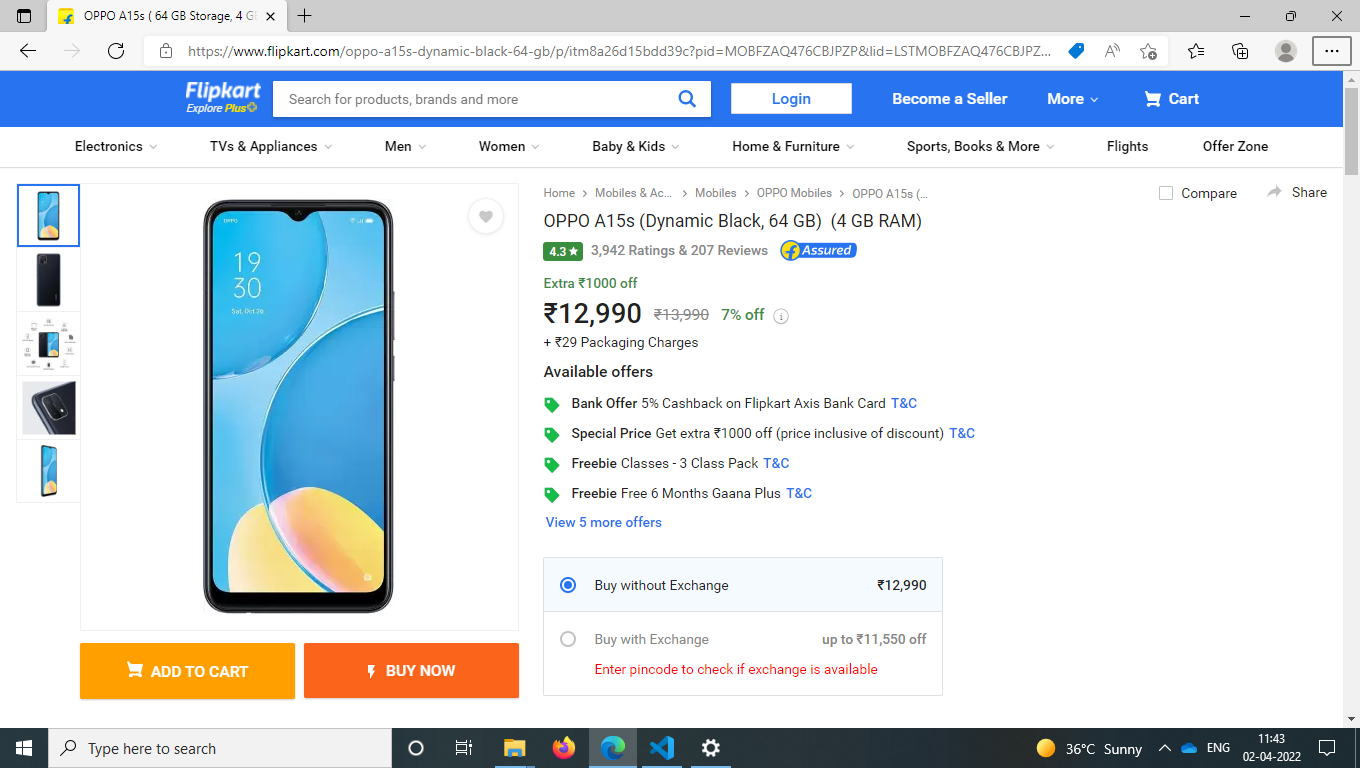 OPPO A15s ( 64 GB Storage, 4 GB
https://www.flipkart.com/oppo-a15s-dynamic-black-64-gb/p/itm8a26d15bdd39c?pid=MOBFZAQ476CBJPZP&lid=LSTMOBFZAQ476CBJPZ...
Flipkart
Explore Plus
Search for products, brands and more
Login
Become a Seller
More
Cart
Electronics
TVs & Appliances
Men
Women
Baby & Kids
Home & Furniture
Sports, Books & More
Flights
Offer Zone
Home
Mobiles & Ac...
Mobiles
OPPO Mobiles
OPPO A15s (...
Compare
Share
OPPO A15s (Dynamic Black, 64 GB) (4 GB RAM)
4.3★
3,942 Ratings & 207 Reviews
f Assured
Extra ₹1000 off
₹12,990 ₹13,990 7% off i
+ ₹29 Packaging Charges
Available offers
Bank Offer 5% Cashback on Flipkart Axis Bank Card T&C
Special Price Get extra ₹1000 off (price inclusive of discount) T&C
Freebie Classes - 3 Class Pack T&C
Freebie Free 6 Months Gaana Plus T&C
View 5 more offers
Buy without Exchange ₹12,990
Buy with Exchange up to ₹11,550 off
Enter pincode to check if exchange is available
OPPO
19
30
Sat, Oct 26
ADD TO CART
BUY NOW
Type here to search
36°C Sunny
ENG
11:43
02-04-2022